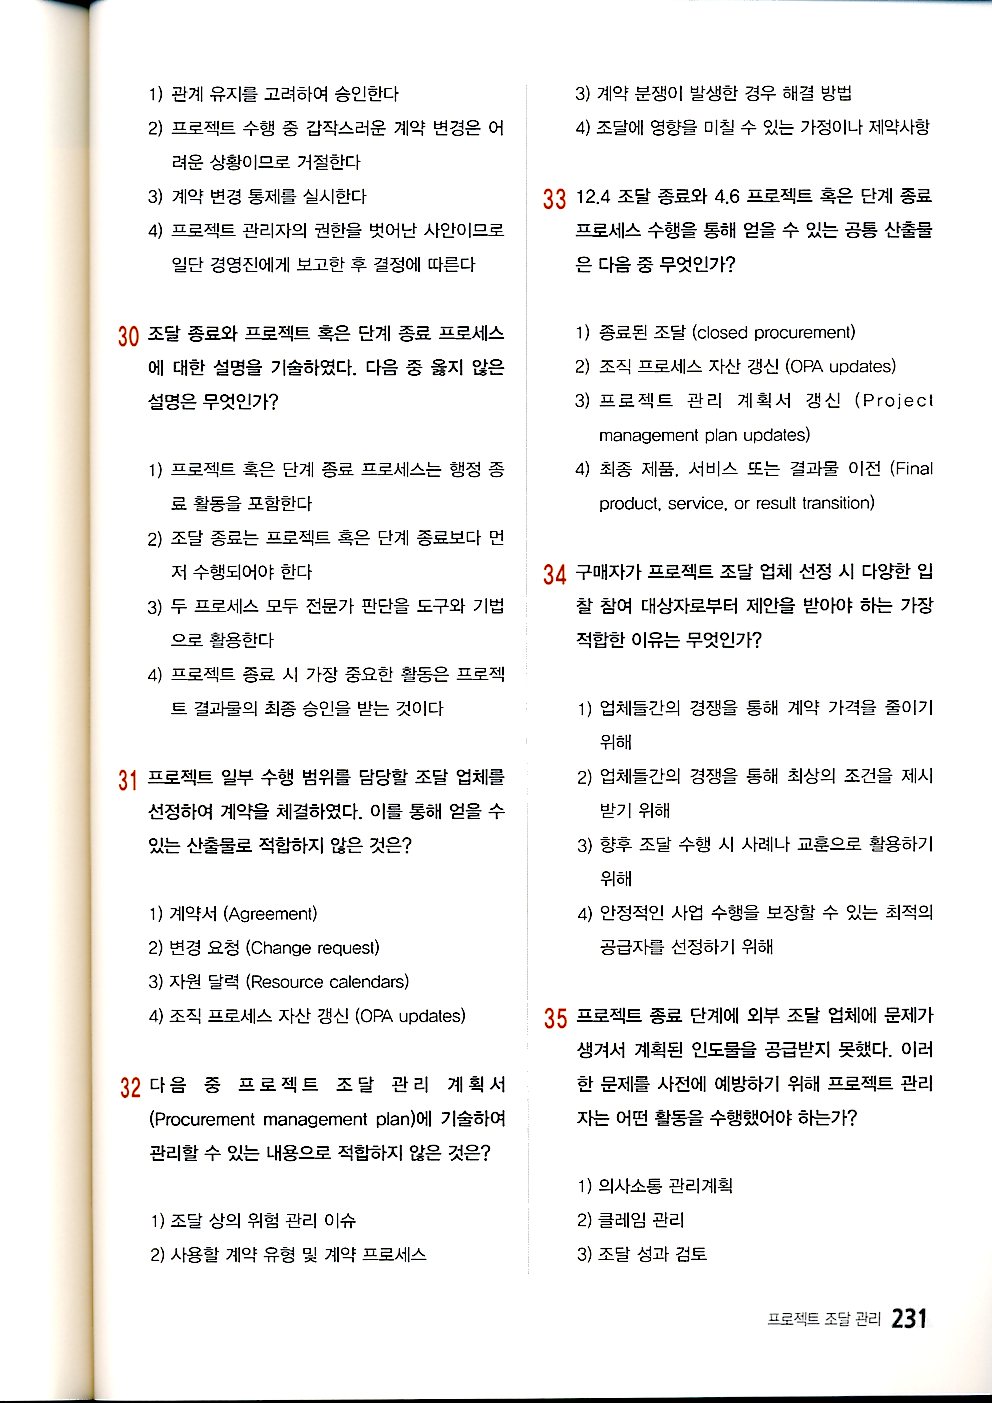 1) 관계 유지를 고려하여 승인한다
2) 프로젝트 수행 중 갑작스러운 계약 변경은 어
려운 상황이므로 거절한다
3) 계약 변경 통제를 실시한다
4) 프로젝트 관리자의 권한을 벗어난 사안이므로
일단 경영진에게 보고한 후 결정에 따른다
30 조달 종료와 프로젝트 혹은 단계 종료 프로세스
에 대한 설명을 기술하였다. 다음 중 옳지 않은
설명은 무엇인가?
1) 프로젝트 혹은 단계 종료 프로세스는 행정 종
료 활동을 포함한다
2) 조달 종료는 프로젝트 혹은 단계 종료보다 먼
저 수행되어야 한다
3) 두 프로세스 모두 전문가 판단을 도구와 기법
으로 활용한다
4) 프로젝트 종료 시 가장 중요한 활동은 프로젝
트 결과물의 최종 승인을 받는 것이다
31 프로젝트 일부 수행 범위를 담당할 조달 업체를
선정하여 계약을 체결하였다. 이를 통해 얻을 수
있는 산출물로 적합하지 않은 것은?
1) 계약서 (Agreement)
2) 변경 요청 (Change request)
3) 자원 달력 (Resource calendars)
4) 조직 프로세스 자산 갱신 (OPA updates)
32 다음 중 프로젝트 조달 관리 계획서
(Procurement management plan)에 기술하여
관리할 수 있는 내용으로 적합하지 않은 것은?
1) 조달 상의 위험 관리 이슈
2) 사용할 계약 유형 및 계약 프로세스
3) 계약 분쟁이 발생한 경우 해결 방법
4) 조달에 영향을 미칠 수 있는 가정이나 제약사항
33 12.4 조달 종료와 4.6 프로젝트 혹은 단계 종료
프로세스 수행을 통해 얻을 수 있는 공통 산출물
은 다음 중 무엇인가?
1) 종료된 조달 (closed procurement)
2) 조직 프로세스 자산 갱신 (OPA updates)
3) 프로젝트 관리 계획서 갱신 (Project
management plan updates)
4) 최종 제품, 서비스 또는 결과물 이전 (Final
product, service, or result transition)
34 구매자가 프로젝트 조달 업체 선정 시 다양한 입
찰 참여 대상자로부터 제안을 받아야 하는 가장
적합한 이유는 무엇인가?
1) 업체들간의 경쟁을 통해 계약 가격을 줄이기
위해
2) 업체들간의 경쟁을 통해 최상의 조건을 제시
받기 위해
3) 향후 조달 수행 시 사례나 교훈으로 활용하기
위해
4) 안정적인 사업 수행을 보장할 수 있는 최적의
공급자를 선정하기 위해
35 프로젝트 종료 단계에 외부 조달 업체에 문제가
생겨서 계획된 인도물을 공급받지 못했다. 이러
한 문제를 사전에 예방하기 위해 프로젝트 관리
자는 어떤 활동을 수행했어야 하는가?
1) 의사소통 관리계획
2) 클레임 관리
3) 조달 성과 검토
프로젝트 조달 관리 231